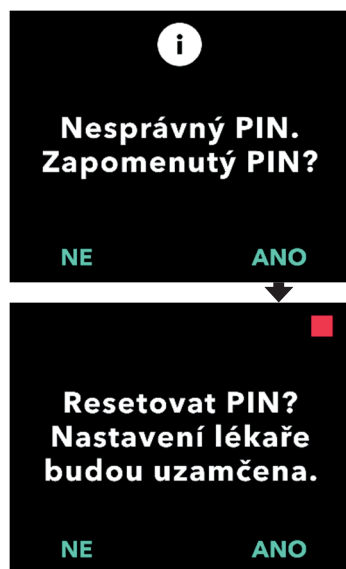 i
Nesprávný PIN.
Zapomenutý PIN?
NE ANO
Resetovat PIN?
Nastavení lékaře
budou uzamčena.
NE ANO